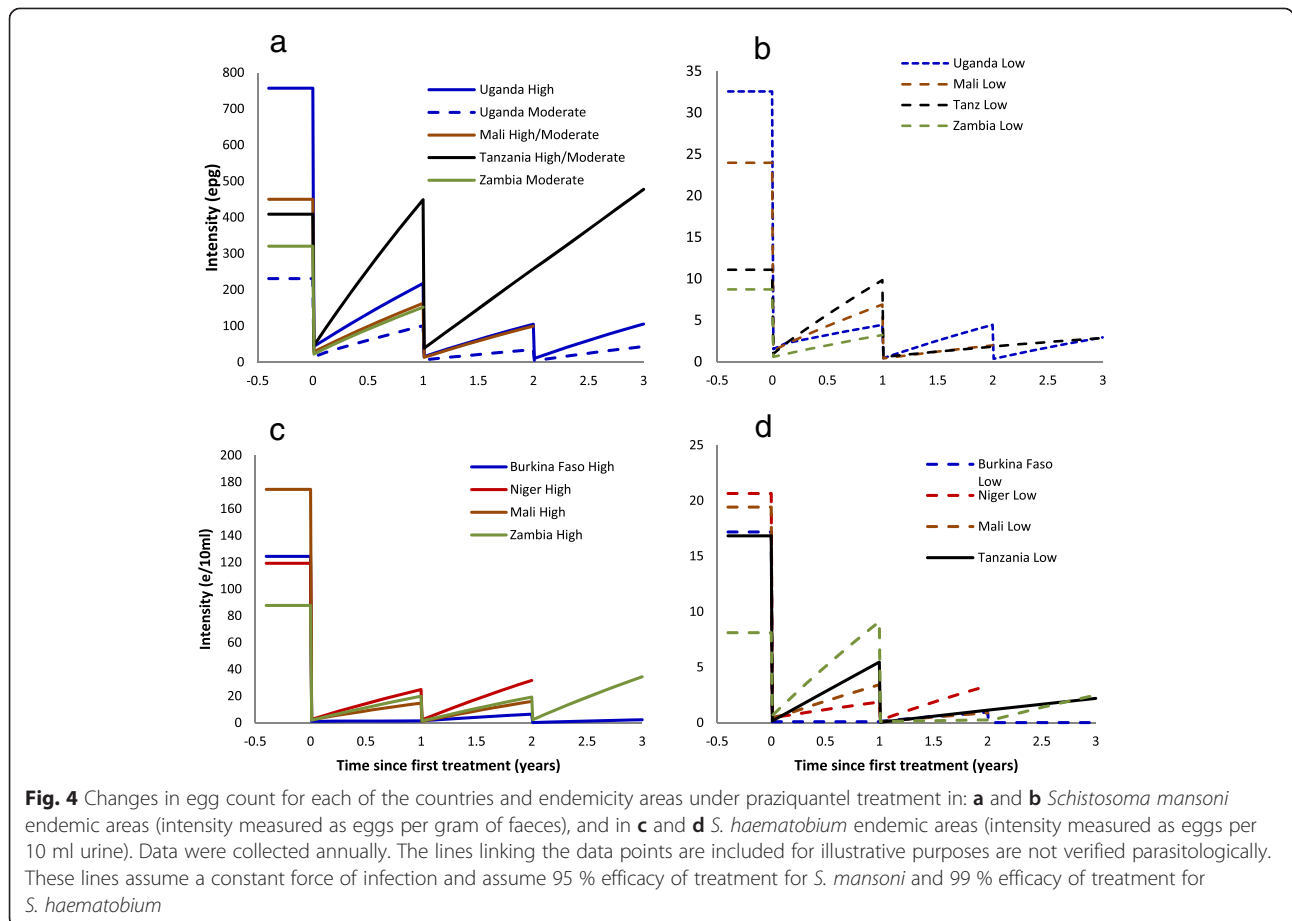 a
800
700
600
500
400
300
200
100
0
Intensity (epg)
-0.5 0 0.5 1 1.5 2 2.5 3
Uganda High
Uganda Moderate
Mali High/Moderate
Tanzania High/Moderate
Zambia Moderate
b
35
30
25
20
15
10
5
0
-0.5 0 0.5 1 1.5 2 2.5 3
Uganda Low
Mali Low
Tanz Low
Zambia Low
c
200
180
160
140
120
100
80
60
40
20
0
Intensity (e/10ml)
-0.5 0 0.5 1 1.5 2 2.5 3
Time since first treatment (years)
Burkina Faso High
Niger High
Mali High
Zambia High
d
25
20
15
10
5
0
-0.5 0 0.5 1 1.5 2 2.5 3
Time since first treatment (years)
Burkina Faso
Low
Niger Low
Mali Low
Tanzania Low
Fig. 4 Changes in egg count for each of the countries and endemicity areas under praziquantel treatment in: a and b Schistosoma mansoni
endemic areas (intensity measured as eggs per gram of faeces), and in c and d S. haematobium endemic areas (intensity measured as eggs per
10 ml urine). Data were collected annually. The lines linking the data points are included for illustrative purposes are not verified parasitologically.
These lines assume a constant force of infection and assume 95 % efficacy of treatment for S. mansoni and 99 % efficacy of treatment for
S. haematobium